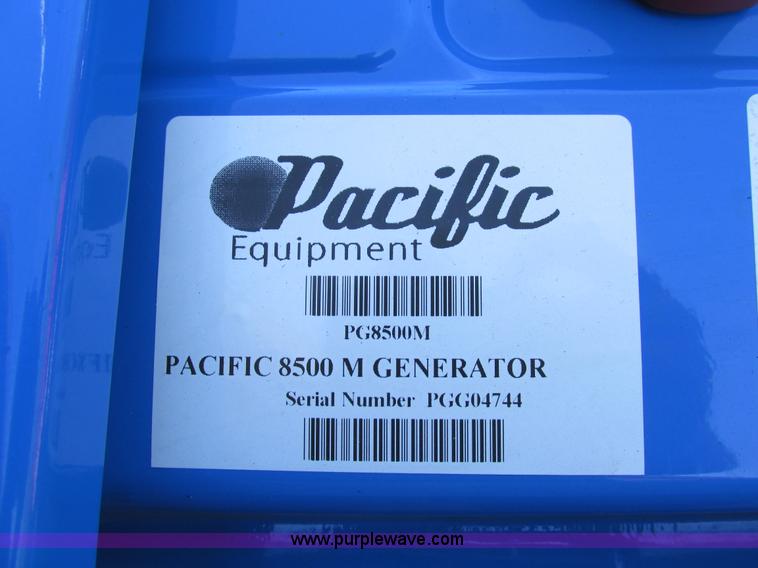 Pacific
Equipment
PG8500M
PACIFIC 8500 M GENERATOR
Serial Number PGG04744
www.purplewave.com